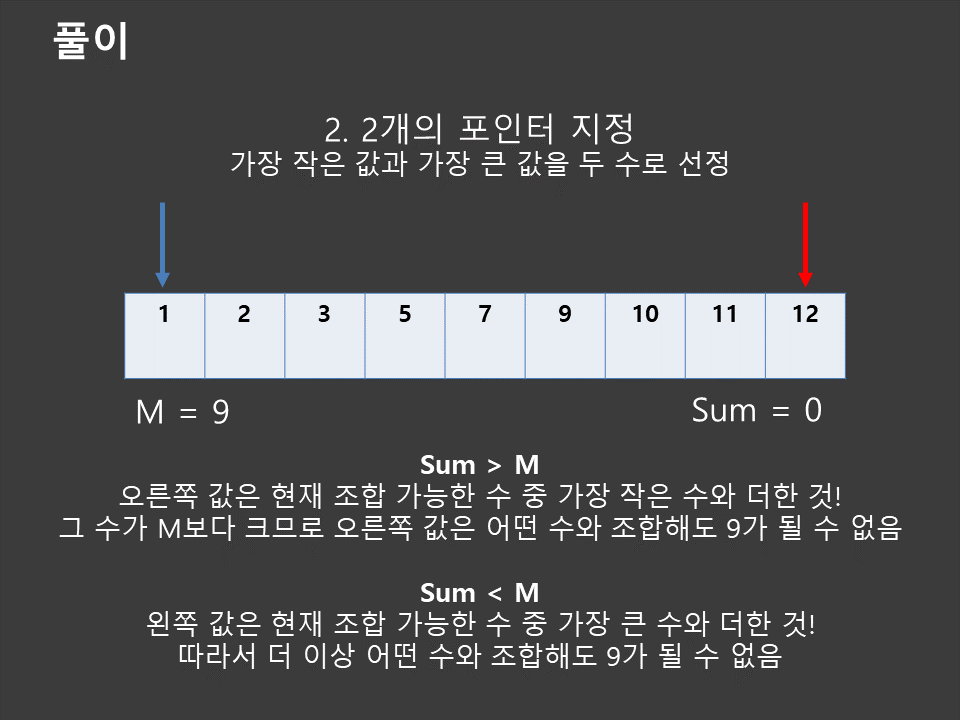 풀이
2. 2개의 포인터 지정
가장 작은 값과 가장 큰 값을 두 수로 선정
1 2 3 5 7 9 10 11 12
M = 9 Sum = 0
Sum > M
오른쪽 값은 현재 조합 가능한 수 중 가장 작은 수와 더한 것!
그 수가 M보다 크므로 오른쪽 값은 어떤 수와 조합해도 9가 될 수 없음
Sum < M
왼쪽 값은 현재 조합 가능한 수 중 가장 큰 수와 더한 것!
따라서 더 이상 어떤 수와 조합해도 9가 될 수 없음